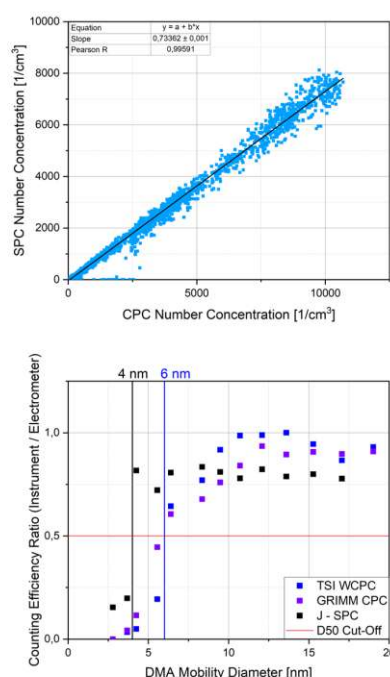 Equation y = a + b*x
Slope 0,73362 ± 0,001
Pearson R 0,99591
10000
8000
6000
4000
2000
0
SPC Number Concentration [1/cm³]
0 5000 10000
CPC Number Concentration [1/cm³]
4 nm 6 nm
1,0
0,5
0,0
Counting Efficiency Ratio (Instrument / Electrometer)
TSI WCPC
GRIMM CPC
J - SPC
D50 Cut-Off
0 5 10 15 20
DMA Mobility Diameter [nm]